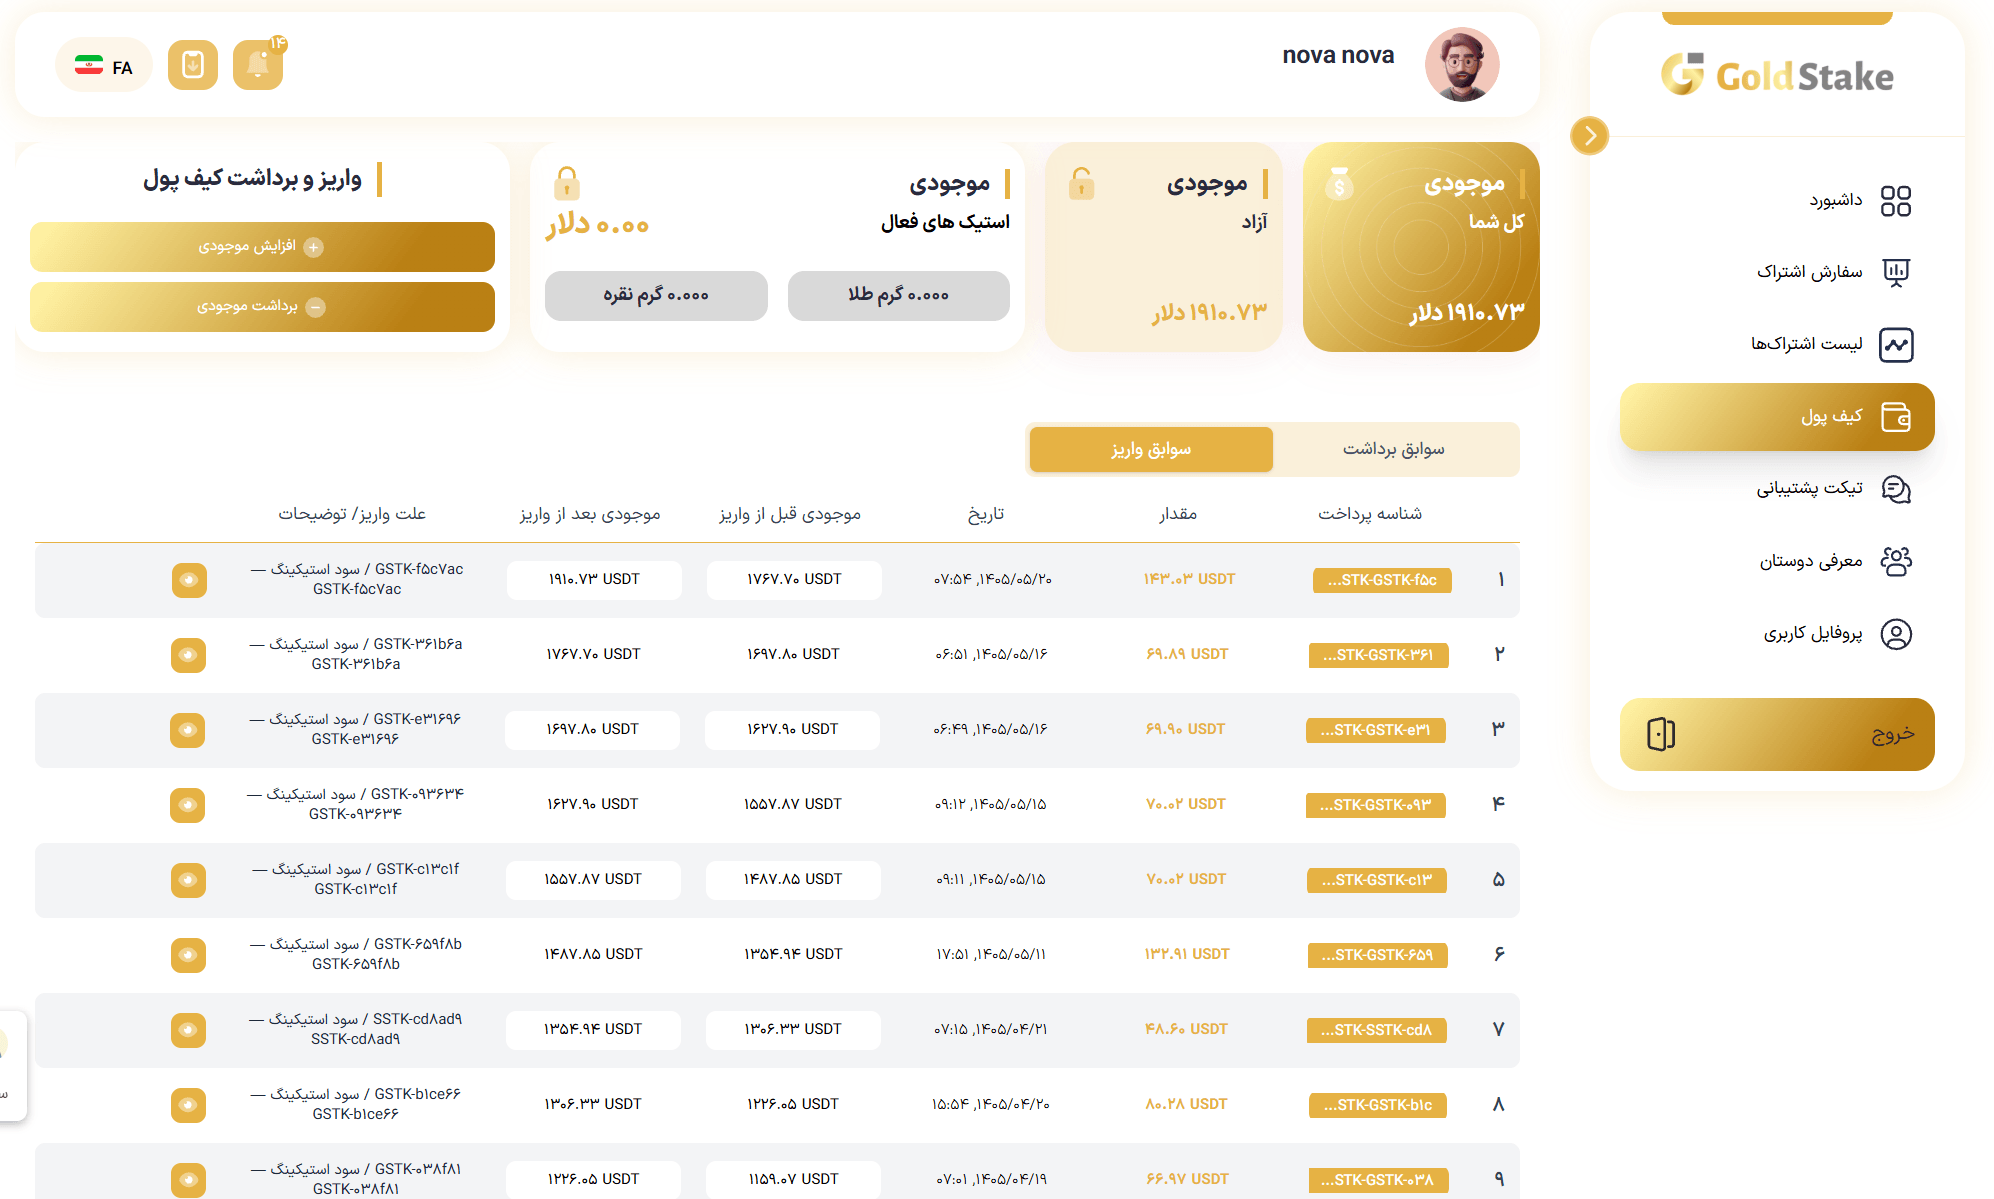 Gold Stake
داشبورد
سفارش اشتراک
لیست اشتراک‌ها
کیف پول
تیکت پشتیبانی
معرفی دوستان
پروفایل کاربری
خروج
nova nova
۱۴
FA
موجودی
کل شما
۱۹۱۰.۷۳ دلار
موجودی
آزاد
۱۹۱۰.۷۳ دلار
موجودی
استیک های فعال
۰.۰۰ دلار
۰.۰۰۰ گرم طلا
۰.۰۰۰ گرم نقره
واریز و برداشت کیف پول
افزایش موجودی
برداشت موجودی
سوابق برداشت
سوابق واریز
شناسه پرداخت مقدار تاریخ موجودی قبل از واریز موجودی بعد از واریز علت واریز/ توضیحات
۱ STK-GSTK-f۵c... ۱۴۳.۰۳ USDT ۱۴۰۵/۰۵/۲۰, ۰۷:۵۴ ۱۷۶۷.۷۰ USDT ۱۹۱۰.۷۳ USDT GSTK-f۵c۷ac / سود استیکینگ —
GSTK-f۵c۷ac
۲ STK-GSTK-۳۶۱... ۶۹.۸۹ USDT ۱۴۰۵/۰۵/۱۶, ۰۶:۵۱ ۱۶۹۷.۸۰ USDT ۱۷۶۷.۷۰ USDT GSTK-۳۶۱b۶a / سود استیکینگ —
GSTK-۳۶۱b۶a
۳ STK-GSTK-e۳۱... ۶۹.۹۰ USDT ۱۴۰۵/۰۵/۱۶, ۰۶:۴۹ ۱۶۲۷.۹۰ USDT ۱۶۹۷.۸۰ USDT GSTK-e۳۱۶۹۶ / سود استیکینگ —
GSTK-e۳۱۶۹۶
۴ STK-GSTK-۰۹۳... ۷۰.۰۲ USDT ۱۴۰۵/۰۵/۱۵, ۰۹:۱۲ ۱۵۵۷.۸۷ USDT ۱۶۲۷.۹۰ USDT GSTK-۰۹۳۶۳۴ / سود استیکینگ —
GSTK-۰۹۳۶۳۴
۵ STK-GSTK-c۱۳... ۷۰.۰۲ USDT ۱۴۰۵/۰۵/۱۵, ۰۹:۱۱ ۱۴۸۷.۸۵ USDT ۱۵۵۷.۸۷ USDT GSTK-c۱۳c۱f / سود استیکینگ —
GSTK-c۱۳c۱f
۶ STK-GSTK-۶۵۹... ۱۳۲.۹۱ USDT ۱۴۰۵/۰۵/۱۱, ۱۷:۵۱ ۱۳۵۴.۹۴ USDT ۱۴۸۷.۸۵ USDT GSTK-۶۵۹f۸b / سود استیکینگ —
GSTK-۶۵۹f۸b
۷ STK-SSTK-cd۸... ۴۸.۶۰ USDT ۱۴۰۵/۰۴/۲۱, ۰۷:۱۵ ۱۳۰۶.۳۳ USDT ۱۳۵۴.۹۴ USDT SSTK-cd۸ad۹ / سود استیکینگ —
SSTK-cd۸ad۹
۸ STK-GSTK-b۱c... ۸۰.۲۸ USDT ۱۴۰۵/۰۴/۲۰, ۱۵:۵۴ ۱۲۲۶.۰۵ USDT ۱۳۰۶.۳۳ USDT GSTK-b۱ce۶۶ / سود استیکینگ —
GSTK-b۱ce۶۶
۹ STK-GSTK-۰۳۸... ۶۶.۹۷ USDT ۱۴۰۵/۰۴/۱۹, ۰۷:۰۱ ۱۱۵۹.۰۷ USDT ۱۲۲۶.۰۵ USDT GSTK-۰۳۸f۸۱ / سود استیکینگ —
GSTK-۰۳۸f۸۱